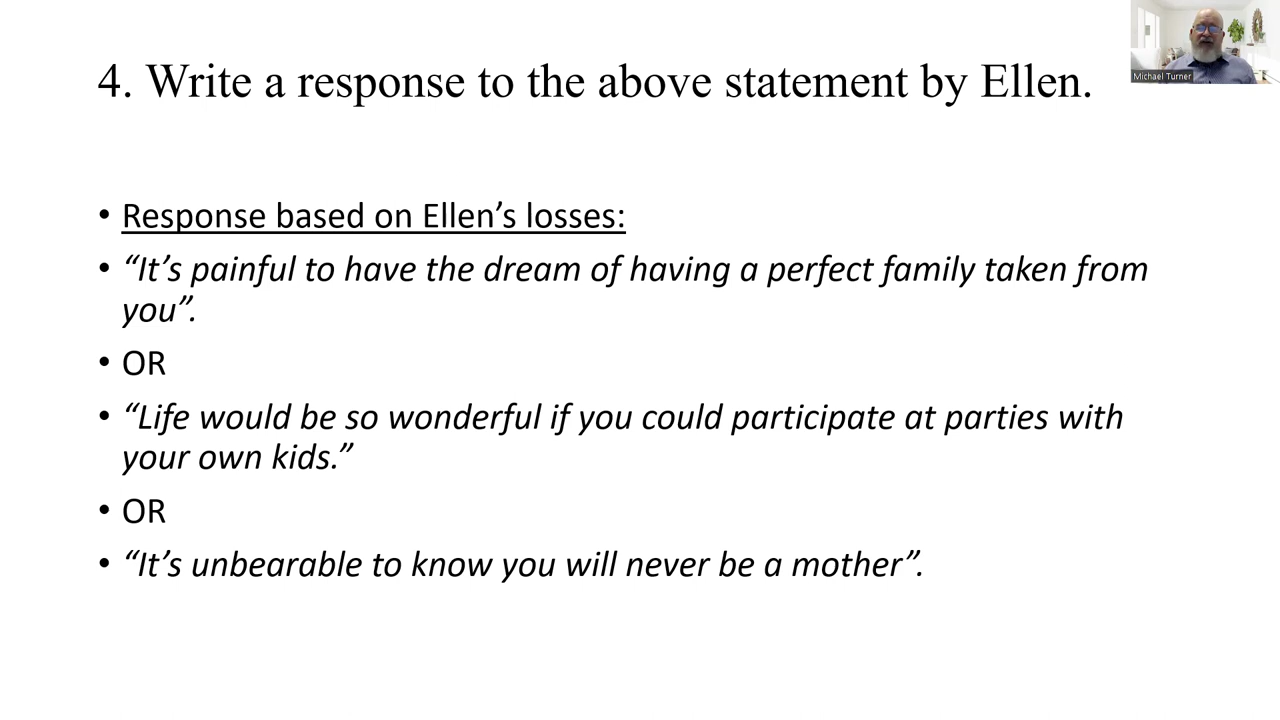 4. Write a response to the above statement by Ellen.
Michael Turner
• Response based on Ellen’s losses:
• “It’s painful to have the dream of having a perfect family taken from
you”.
• OR
• “Life would be so wonderful if you could participate at parties with
your own kids.”
• OR
• “It’s unbearable to know you will never be a mother”.